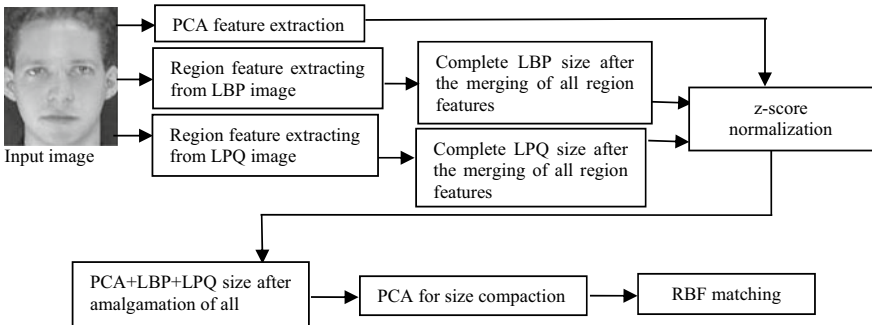 PCA feature extraction
Region feature extracting
from LBP image
Complete LBP size after
the merging of all region
features
z-score
normalization
Region feature extracting
from LPQ image
Complete LPQ size after
the merging of all region
features
Input image
PCA+LBP+LPQ size after
amalgamation of all
PCA for size compaction
RBF matching